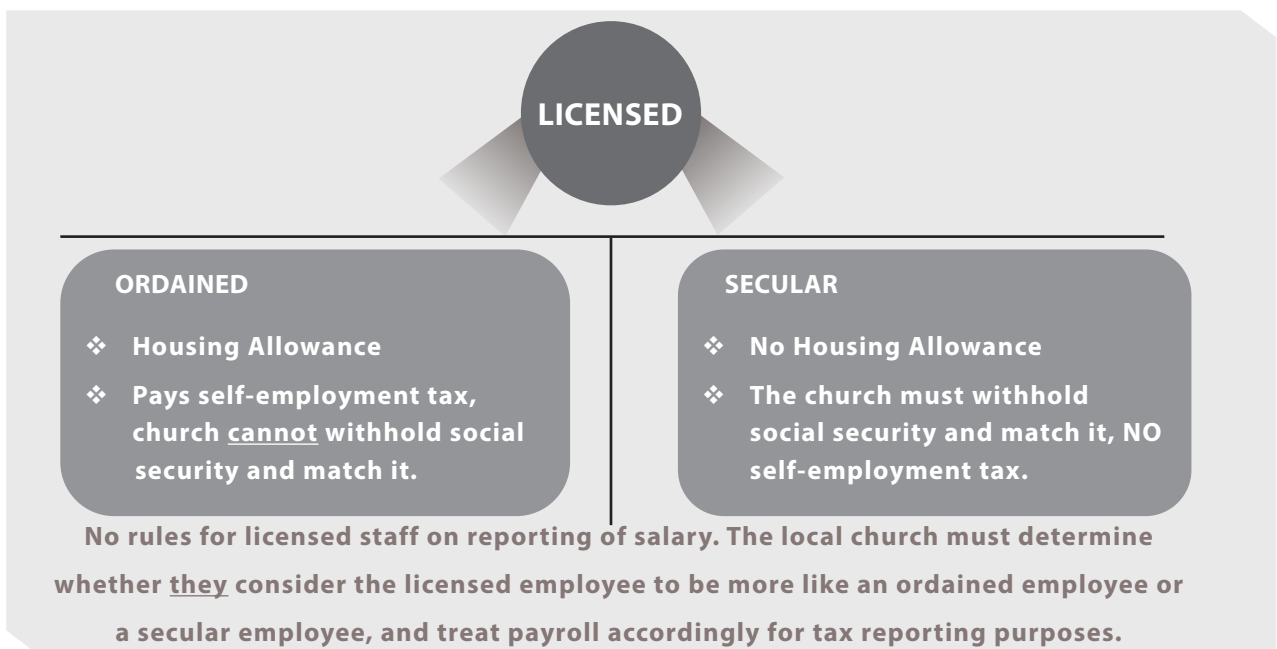 LICENSED
ORDAINED
❖ Housing Allowance
❖ Pays self-employment tax,
church cannot withhold social
security and match it.
SECULAR
❖ No Housing Allowance
❖ The church must withhold
social security and match it, NO
self-employment tax.
No rules for licensed staff on reporting of salary. The local church must determine
whether they consider the licensed employee to be more like an ordained employee or
a secular employee, and treat payroll accordingly for tax reporting purposes.